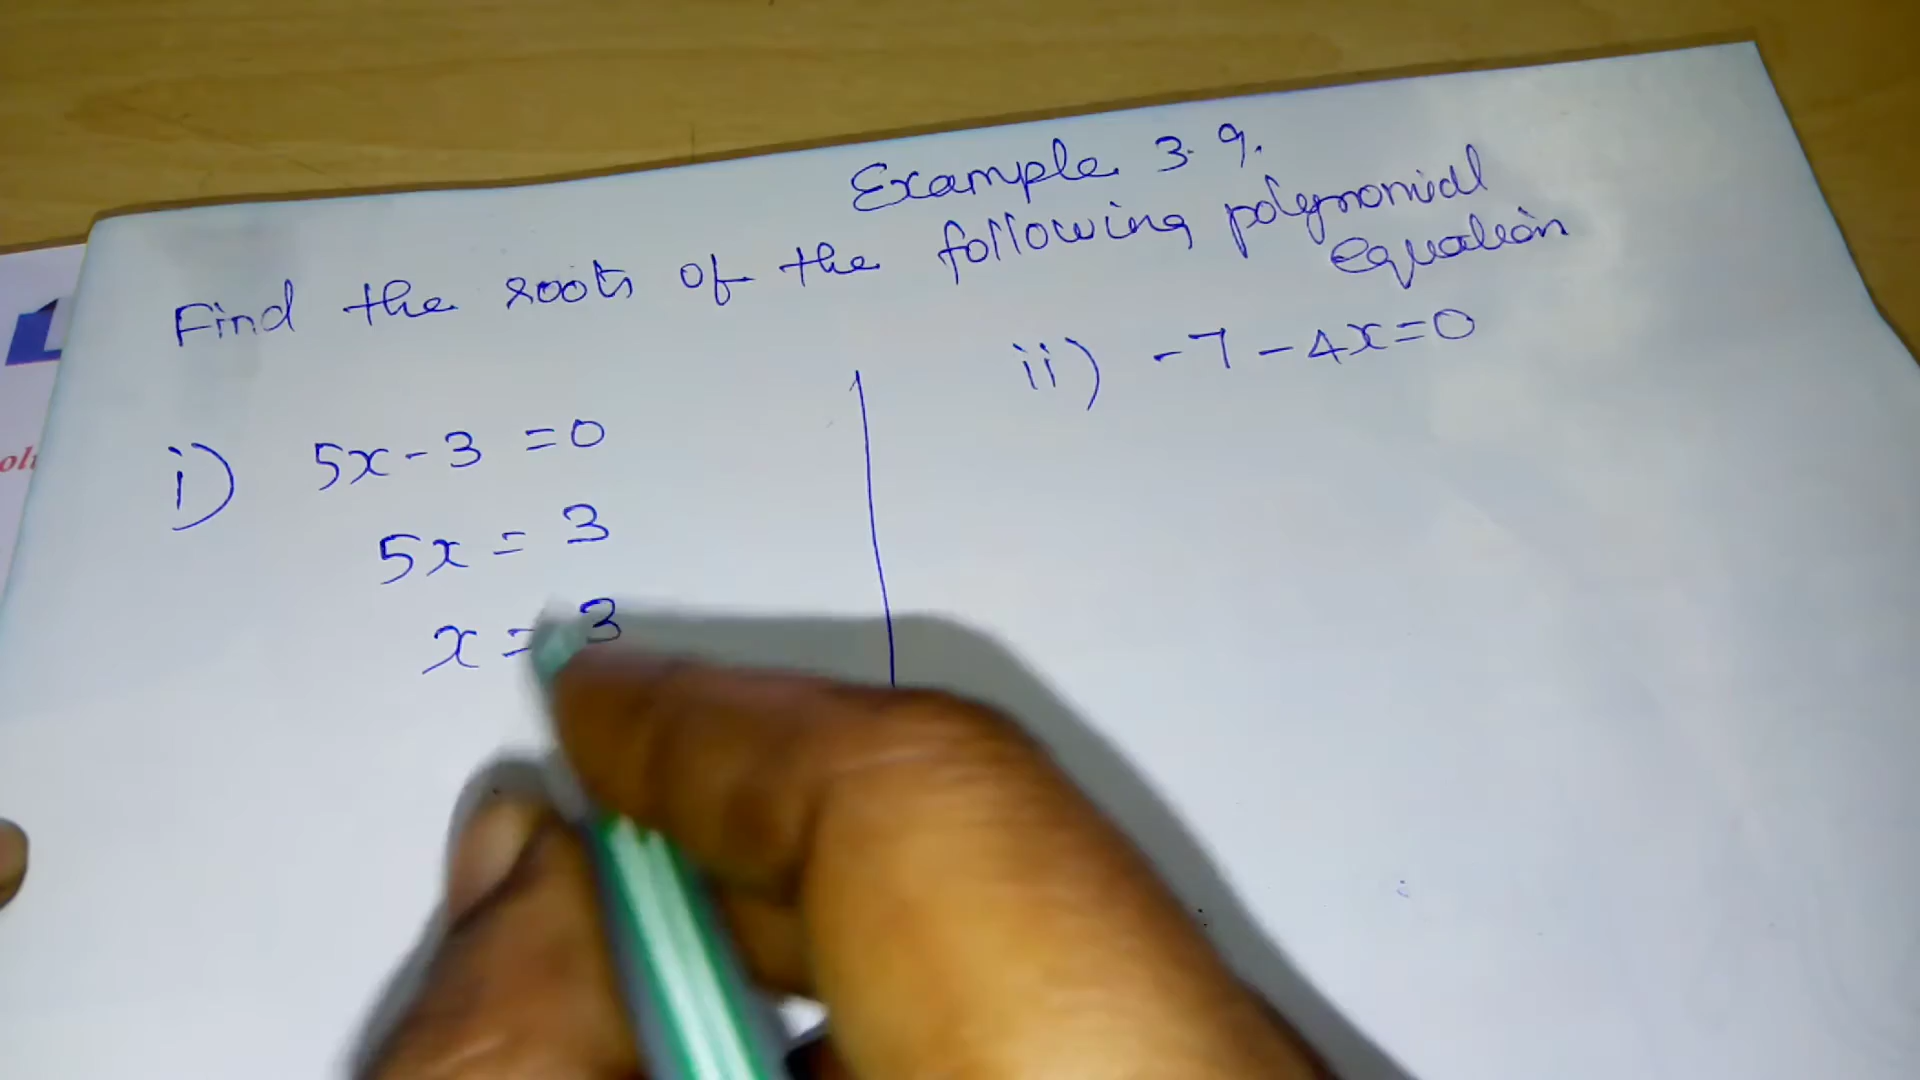 Example 3.9.
Find the roots of the following polynomial
equation
i) 5x - 3 = 0
5x = 3
x = 3
ii) -7 - 4x = 0